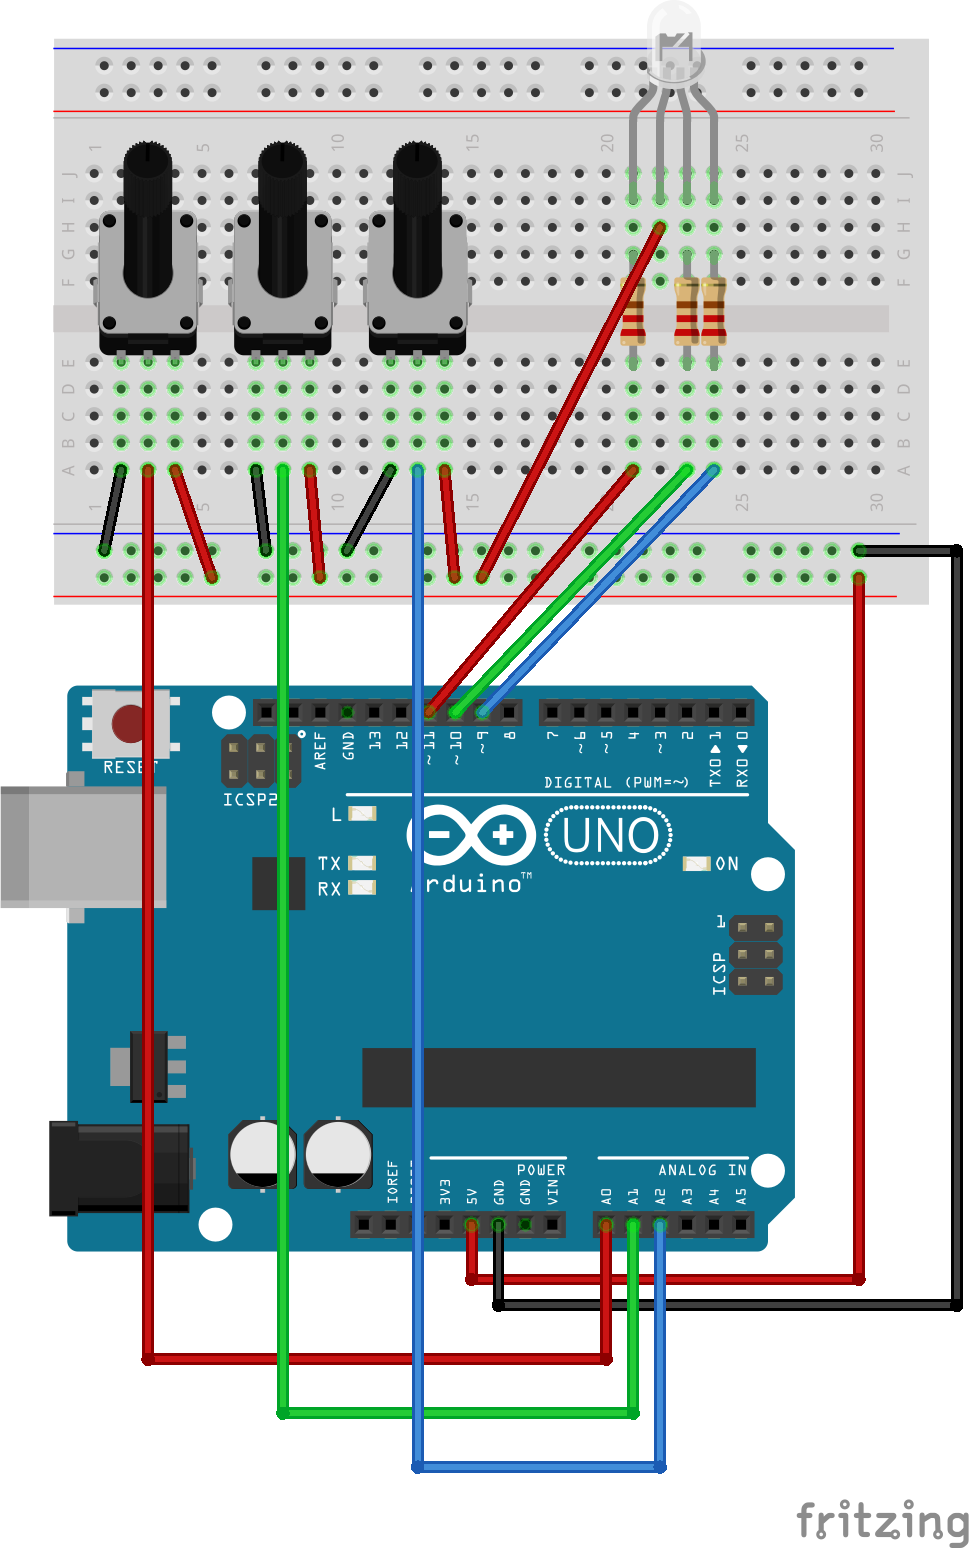 1 5 10 15 20 25 30
J J
I I
H H
G G
F F
E E
D D
C C
B B
A A
1 5 10 15 25 30
RESET
ICSP2
AREF
GND
13
12
~11
~10
~9
8
7
~6
~5
4
~3
2
TX0▶1
RX0◀0
DIGITAL (PWM=~)
L
TX
RX
UNO
Arduino™
ON
1
ICSP
POWER
ANALOG IN
IOREF
3V3
5V
GND
GND
VIN
A0
A1
A2
A3
A4
A5
fritzing